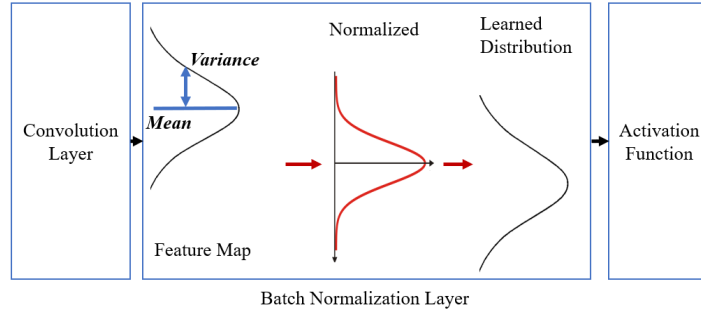 Convolution
Layer
Variance
Mean
Feature Map
Normalized
Learned
Distribution
Activation
Function
Batch Normalization Layer